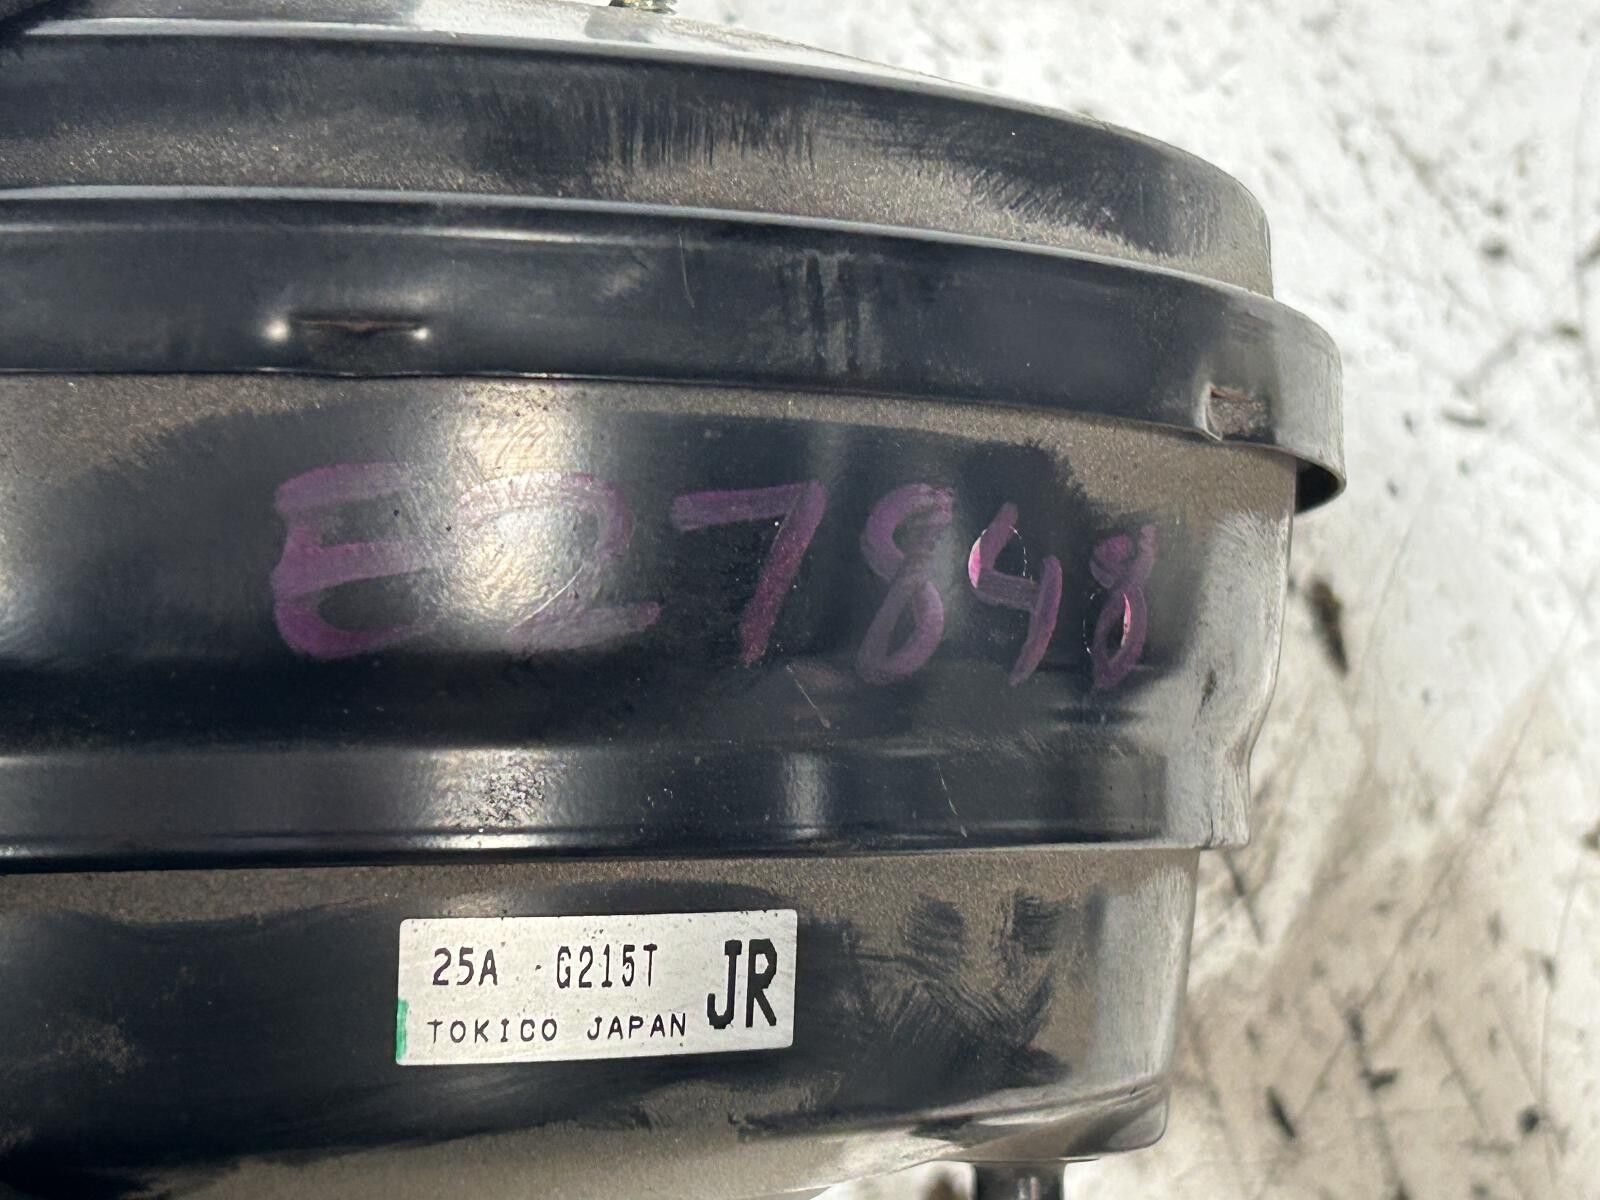 E27848
25A G215T JR
TOKICO JAPAN